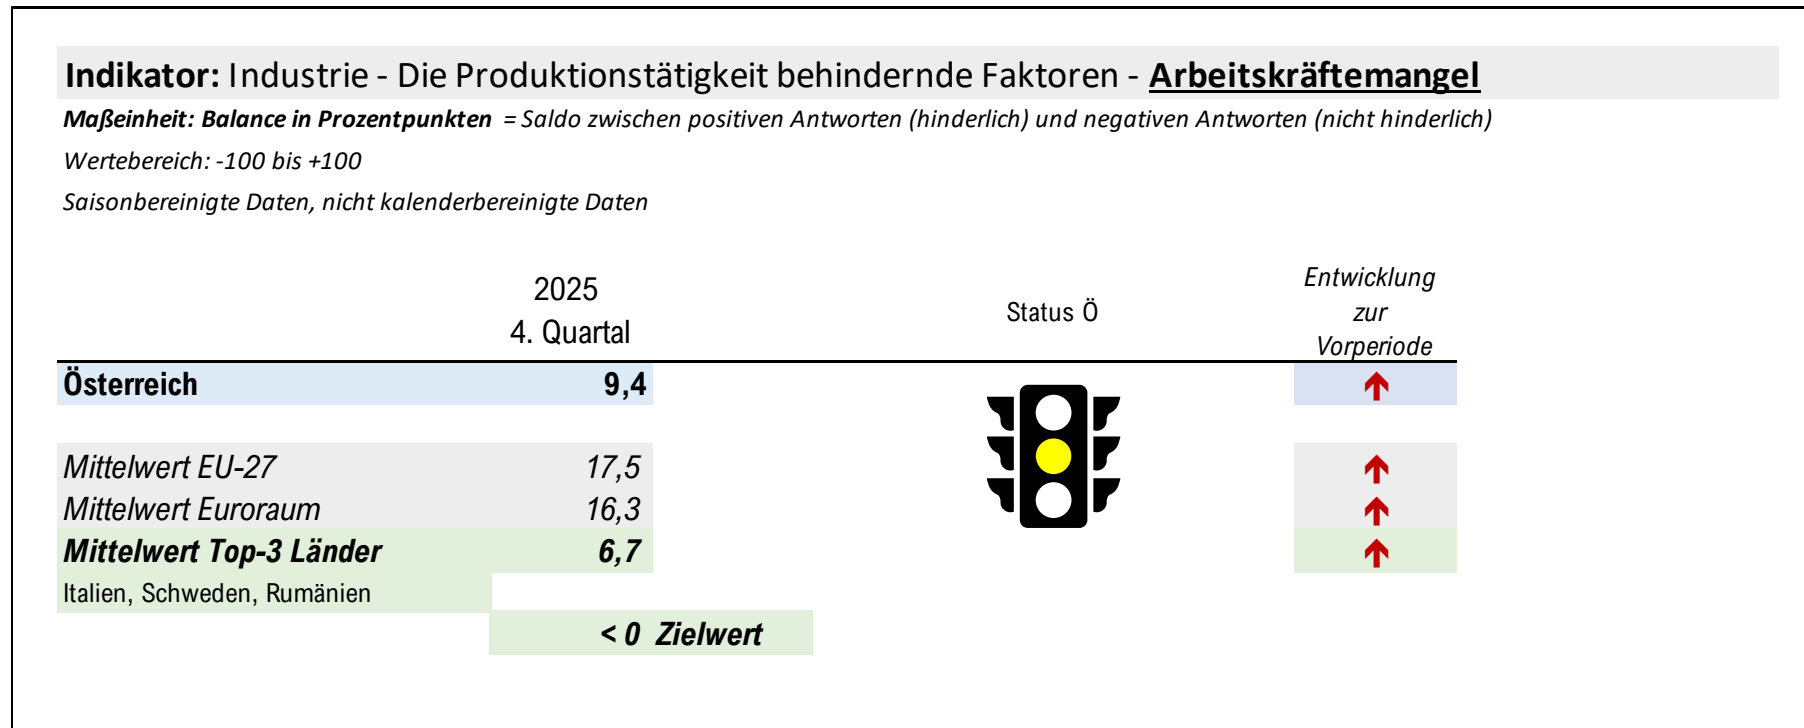 Indikator: Industrie - Die Produktionstätigkeit behindernde Faktoren - Arbeitskräftemangel
Maßeinheit: Balance in Prozentpunkten = Saldo zwischen positiven Antworten (hinderlich) und negativen Antworten (nicht hinderlich)
Wertebereich: -100 bis +100
Saisonbereinigte Daten, nicht kalenderbereinigte Daten
2025
4. Quartal
Status Ö
Entwicklung
zur
Vorperiode
Österreich 9,4
Mittelwert EU-27 17,5
Mittelwert Euroraum 16,3
Mittelwert Top-3 Länder 6,7
Italien, Schweden, Rumänien
< 0 Zielwert